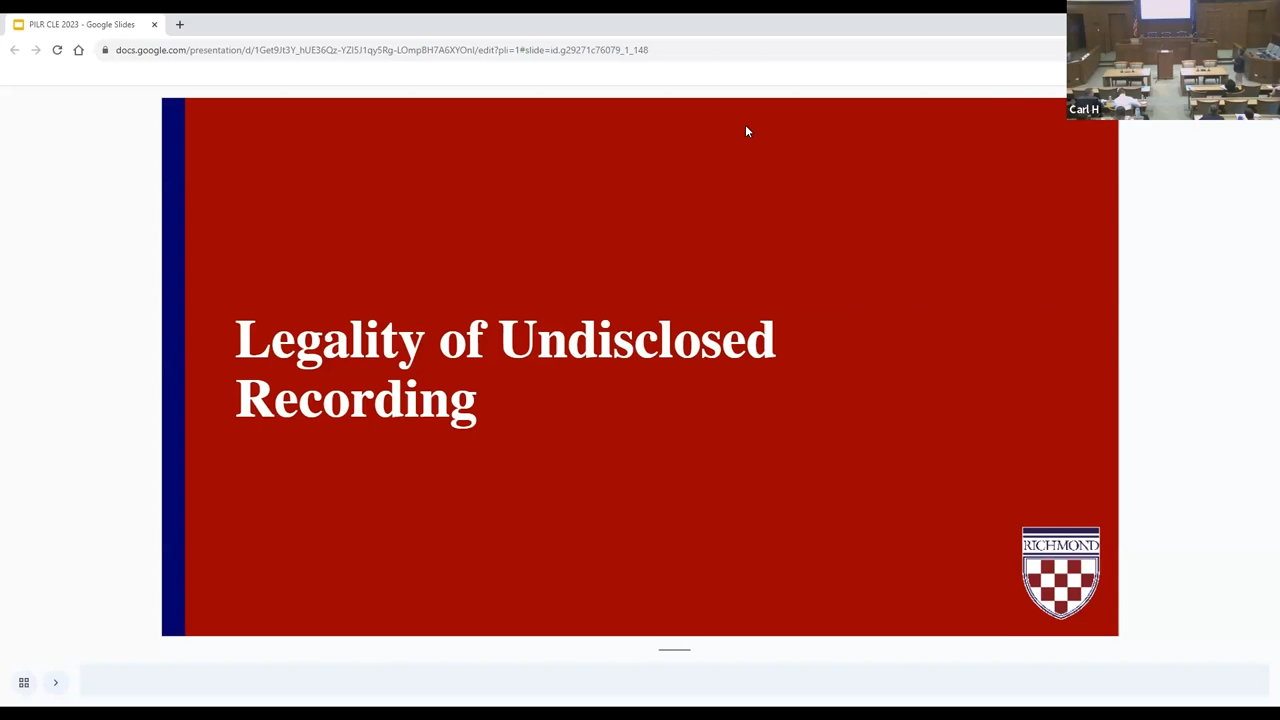 PILR CLE 2023 - Google Slides
docs.google.com/presentation/d/1Get9Jt3Y_hUE36Qz-YZI5J1qy5Rg-LOmpBH7A6XYOnI/edit?pli=1#slide=id.g29271c76079_1_148
Carl H
Legality of Undisclosed
Recording
RICHMOND